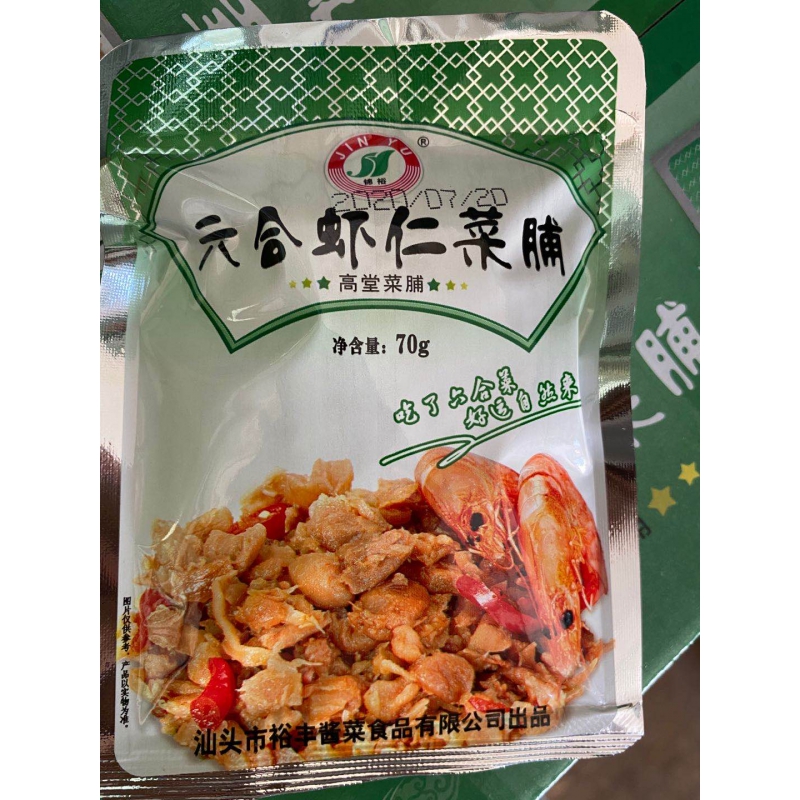 JIN YU
®
锦裕
2020/07/20
六合虾仁菜脯
高堂菜脯
净含量：70g
吃了六合菜
好运自然来
图片仅供参考，产品以实物为准。
汕头市裕丰酱菜食品有限公司出品
脯